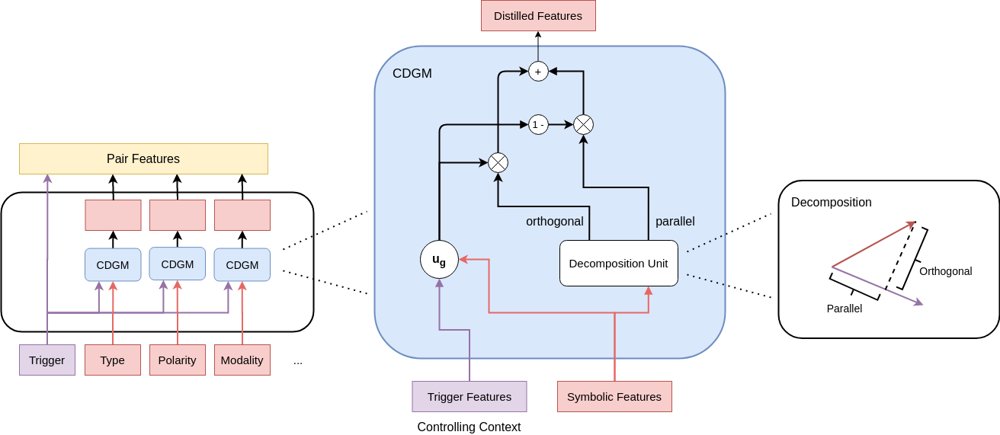 Distilled Features
CDGM
+
1 -
orthogonal
parallel
u_g
Decomposition Unit
Trigger Features
Symbolic Features
Controlling Context
Pair Features
CDGM
CDGM
CDGM
Trigger
Type
Polarity
Modality
...
Decomposition
Orthogonal
Parallel